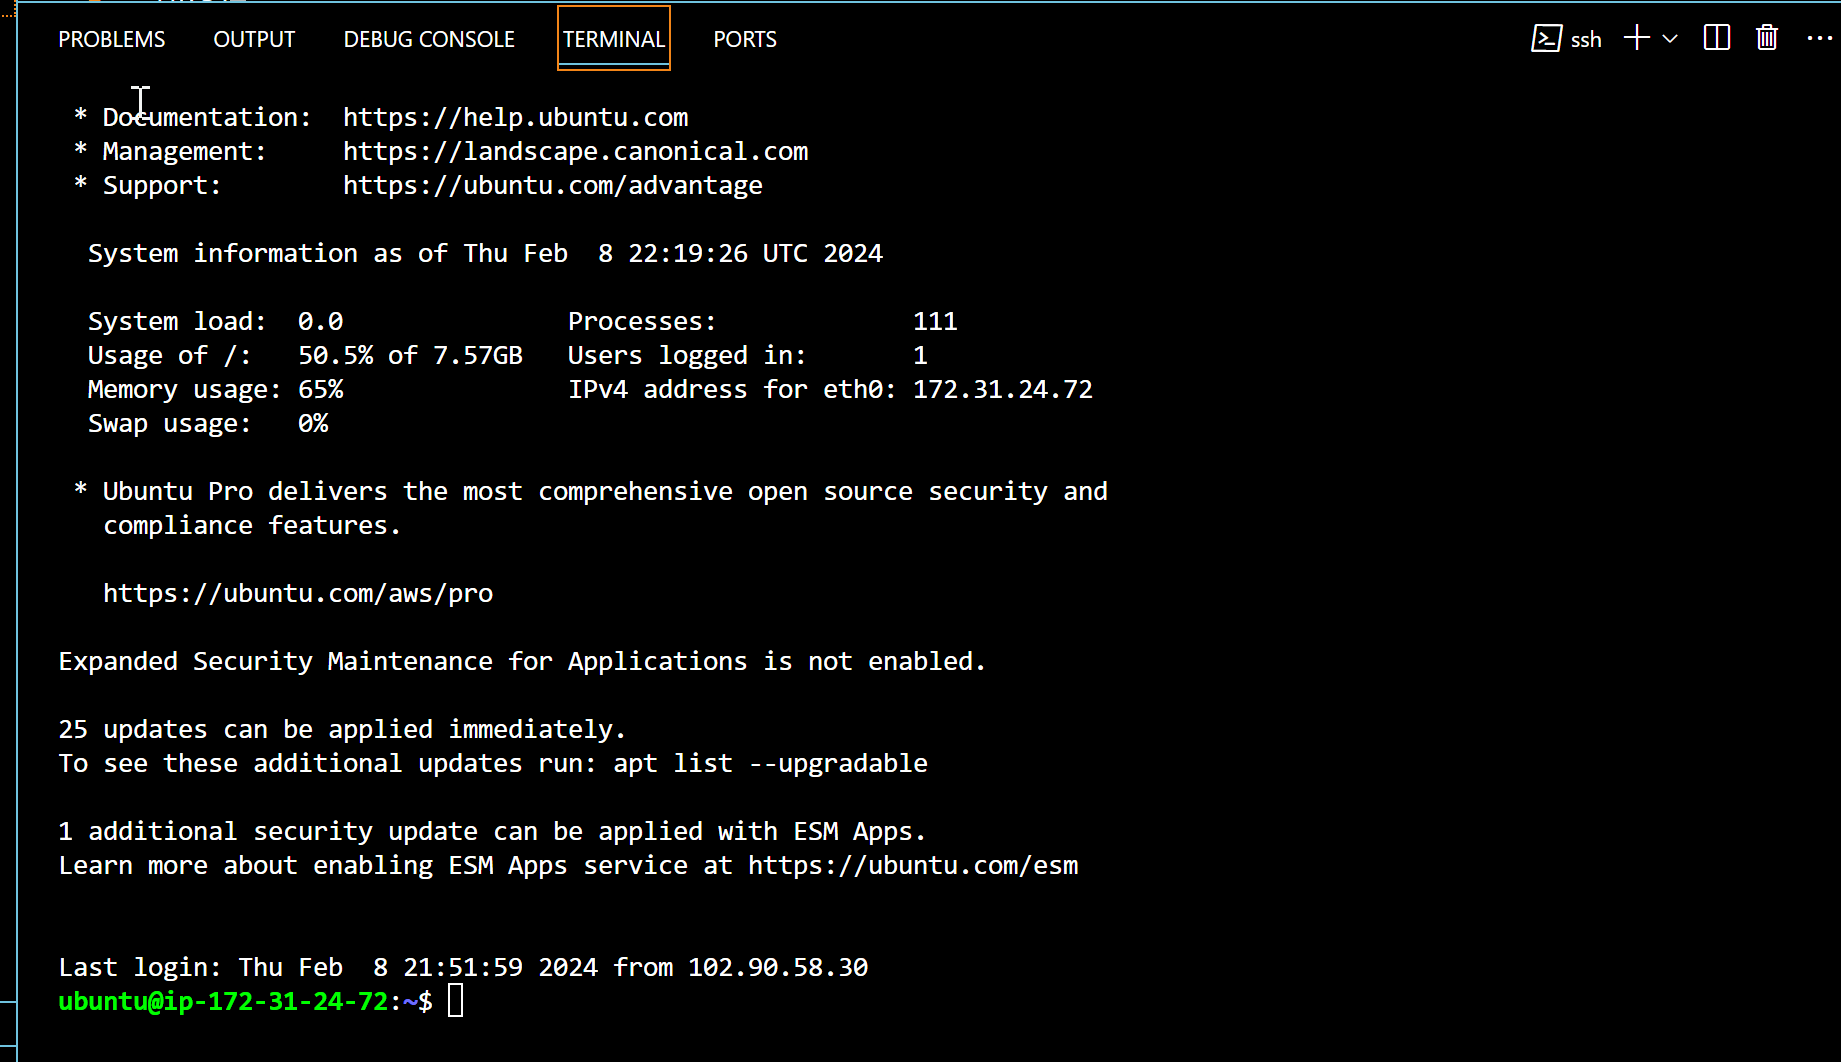 PROBLEMS OUTPUT DEBUG CONSOLE TERMINAL PORTS ssh
* Documentation:  https://help.ubuntu.com
* Management:     https://landscape.canonical.com
* Support:        https://ubuntu.com/advantage
System information as of Thu Feb  8 22:19:26 UTC 2024
System load:  0.0               Processes:             111
Usage of /:   50.5% of 7.57GB   Users logged in:       1
Memory usage: 65%               IPv4 address for eth0: 172.31.24.72
Swap usage:   0%
* Ubuntu Pro delivers the most comprehensive open source security and
compliance features.
https://ubuntu.com/aws/pro
Expanded Security Maintenance for Applications is not enabled.
25 updates can be applied immediately.
To see these additional updates run: apt list --upgradable
1 additional security update can be applied with ESM Apps.
Learn more about enabling ESM Apps service at https://ubuntu.com/esm
Last login: Thu Feb  8 21:51:59 2024 from 102.90.58.30
ubuntu@ip-172-31-24-72:~$